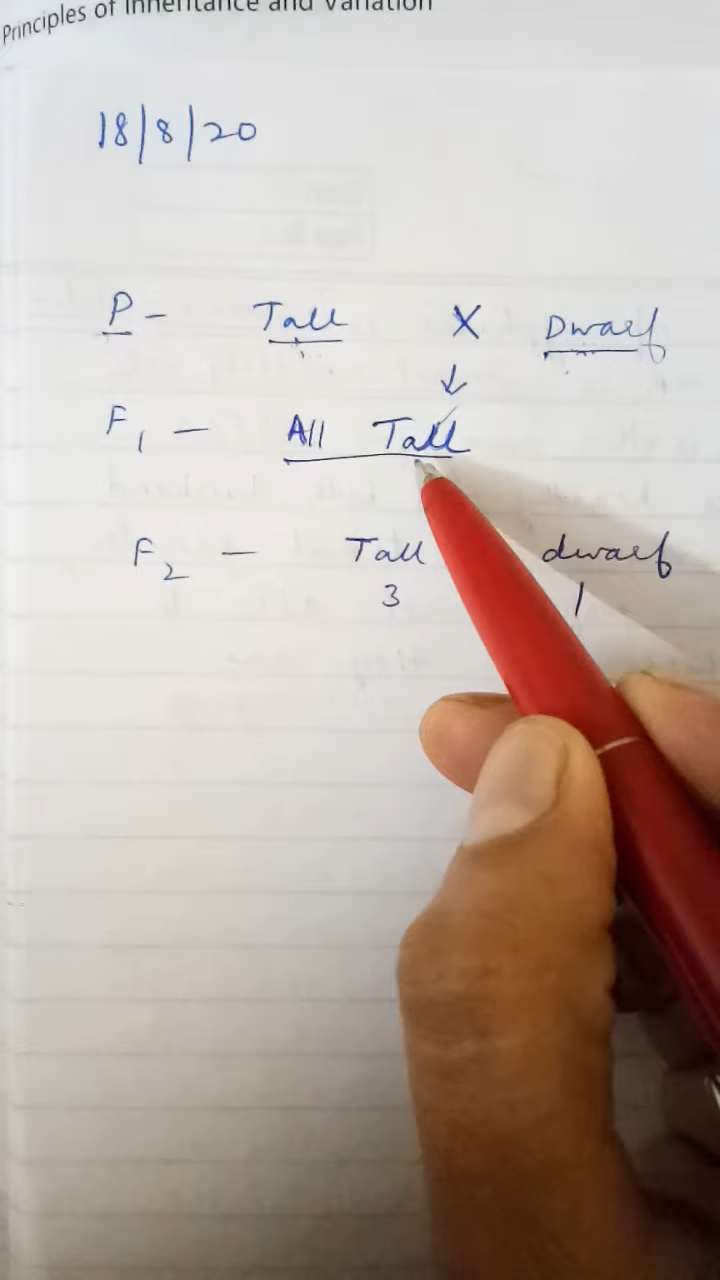 Principles of Inheritance and Variation
18/8/20
P - Tall X Dwarf
↓
F₁ - All Tall
F₂ - Tall dwarf
3 1